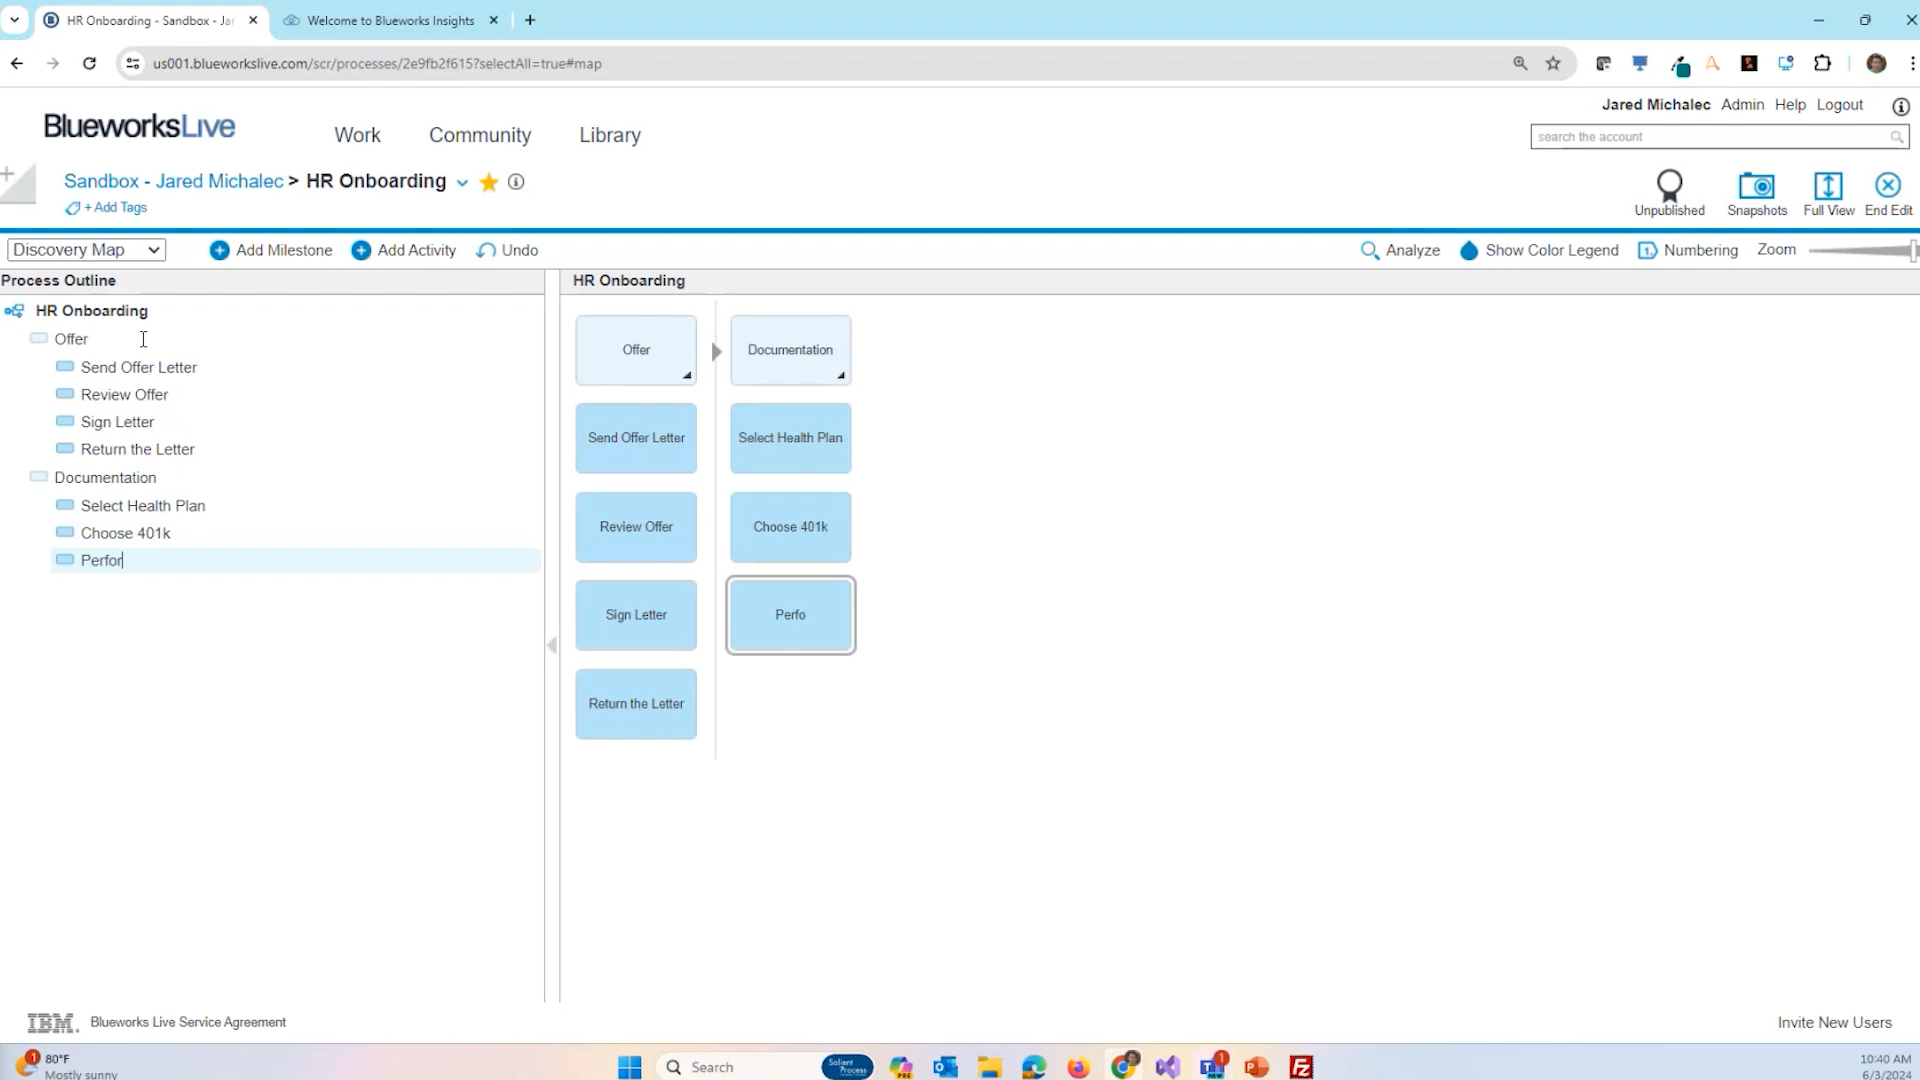 HR Onboarding - Sandbox - Jar
Welcome to Blueworks Insights
us001.blueworkslive.com/scr/processes/2e9fb2f615?selectAll=true#map
Jared Michalec Admin Help Logout
BlueworksLive
Work Community Library
search the account
Sandbox - Jared Michalec > HR Onboarding
+ Add Tags
Unpublished Snapshots Full View End Edit
Discovery Map Add Milestone Add Activity Undo Analyze Show Color Legend Numbering Zoom
Process Outline
HR Onboarding
Offer
Send Offer Letter
Review Offer
Sign Letter
Return the Letter
Documentation
Select Health Plan
Choose 401k
Perfor
HR Onboarding
Offer Documentation
Send Offer Letter Select Health Plan
Review Offer Choose 401k
Sign Letter Perfo
Return the Letter
IBM. Blueworks Live Service Agreement
Invite New Users
1 80°F
Mostly sunny
Search
Salient Process
PRE
NEW
1
10:40 AM
6/3/2024